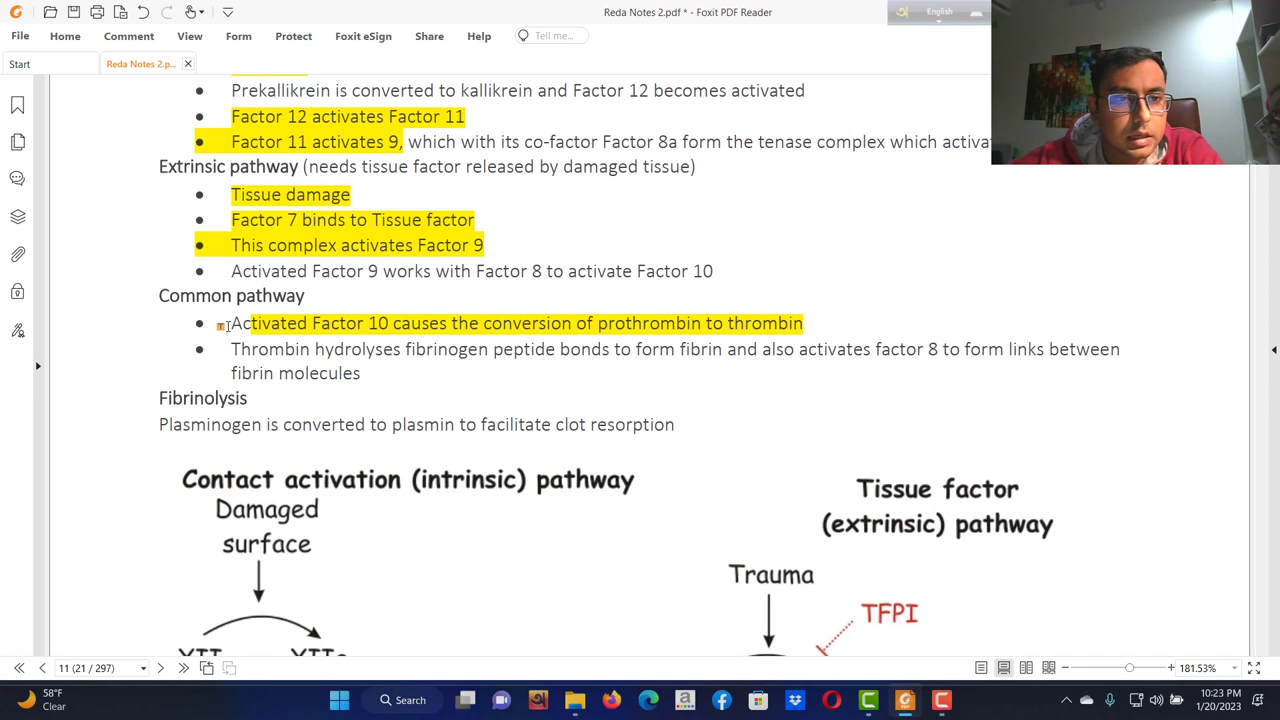 Reda Notes 2.pdf * - Foxit PDF Reader
English
File Home Comment View Form Protect Foxit eSign Share Help Tell me...
Start Reda Notes 2.p...
• Prekallikrein is converted to kallikrein and Factor 12 becomes activated
• Factor 12 activates Factor 11
• Factor 11 activates 9, which with its co-factor Factor 8a form the tenase complex which activat
Extrinsic pathway (needs tissue factor released by damaged tissue)
• Tissue damage
• Factor 7 binds to Tissue factor
• This complex activates Factor 9
• Activated Factor 9 works with Factor 8 to activate Factor 10
Common pathway
• Activated Factor 10 causes the conversion of prothrombin to thrombin
• Thrombin hydrolyses fibrinogen peptide bonds to form fibrin and also activates factor 8 to form links between
fibrin molecules
Fibrinolysis
Plasminogen is converted to plasmin to facilitate clot resorption
Contact activation (intrinsic) pathway
Damaged
surface
Tissue factor
(extrinsic) pathway
Trauma
TFPI
XII XIIa
11 (21 / 297)
181.53%
58°F
Clear
Search
10:23 PM
1/20/2023